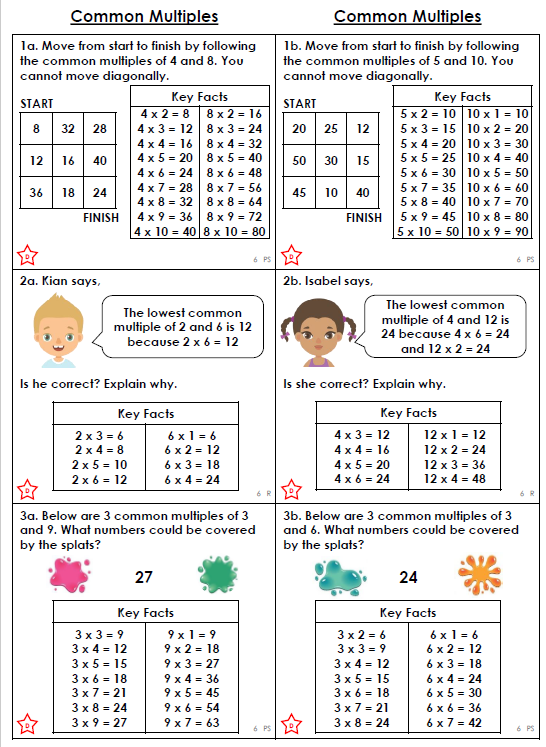 Common Multiples
Common Multiples
1a. Move from start to finish by following
the common multiples of 4 and 8. You
cannot move diagonally.
START
8 32 28
12 16 40
36 18 24
FINISH
Key Facts
4 x 2 = 8 8 x 2 = 16
4 x 3 = 12 8 x 3 = 24
4 x 4 = 16 8 x 4 = 32
4 x 5 = 20 8 x 5 = 40
4 x 6 = 24 8 x 6 = 48
4 x 7 = 28 8 x 7 = 56
4 x 8 = 32 8 x 8 = 64
4 x 9 = 36 8 x 9 = 72
4 x 10 = 40 8 x 10 = 80
D
6 PS
1b. Move from start to finish by following
the common multiples of 5 and 10. You
cannot move diagonally.
START
20 25 12
50 30 15
45 10 40
FINISH
Key Facts
5 x 2 = 10 10 x 1 = 10
5 x 3 = 15 10 x 2 = 20
5 x 4 = 20 10 x 3 = 30
5 x 5 = 25 10 x 4 = 40
5 x 6 = 30 10 x 5 = 50
5 x 7 = 35 10 x 6 = 60
5 x 8 = 40 10 x 7 = 70
5 x 9 = 45 10 x 8 = 80
5 x 10 = 50 10 x 9 = 90
D
6 PS
2a. Kian says,
The lowest common
multiple of 2 and 6 is 12
because 2 x 6 = 12
Is he correct? Explain why.
Key Facts
2 x 3 = 6 6 x 1 = 6
2 x 4 = 8 6 x 2 = 12
2 x 5 = 10 6 x 3 = 18
2 x 6 = 12 6 x 4 = 24
D
6 R
2b. Isabel says,
The lowest common
multiple of 4 and 12 is
24 because 4 x 6 = 24
and 12 x 2 = 24
Is she correct? Explain why.
Key Facts
4 x 3 = 12 12 x 1 = 12
4 x 4 = 16 12 x 2 = 24
4 x 5 = 20 12 x 3 = 36
4 x 6 = 24 12 x 4 = 48
D
6 R
3a. Below are 3 common multiples of 3
and 9. What numbers could be covered
by the splats?
27
Key Facts
3 x 3 = 9 9 x 1 = 9
3 x 4 = 12 9 x 2 = 18
3 x 5 = 15 9 x 3 = 27
3 x 6 = 18 9 x 4 = 36
3 x 7 = 21 9 x 5 = 45
3 x 8 = 24 9 x 6 = 54
3 x 9 = 27 9 x 7 = 63
D
6 PS
3b. Below are 3 common multiples of 3
and 6. What numbers could be covered
by the splats?
24
Key Facts
3 x 2 = 6 6 x 1 = 6
3 x 3 = 9 6 x 2 = 12
3 x 4 = 12 6 x 3 = 18
3 x 5 = 15 6 x 4 = 24
3 x 6 = 18 6 x 5 = 30
3 x 7 = 21 6 x 6 = 36
3 x 8 = 24 6 x 7 = 42
D
6 PS